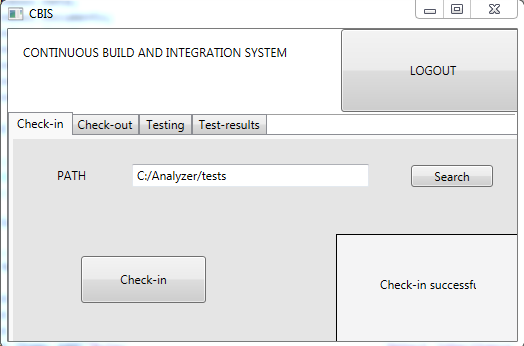 CBIS
CONTINUOUS BUILD AND INTEGRATION SYSTEM
LOGOUT
Check-in Check-out Testing Test-results
PATH C:/Analyzer/tests Search
Check-in
Check-in successfu